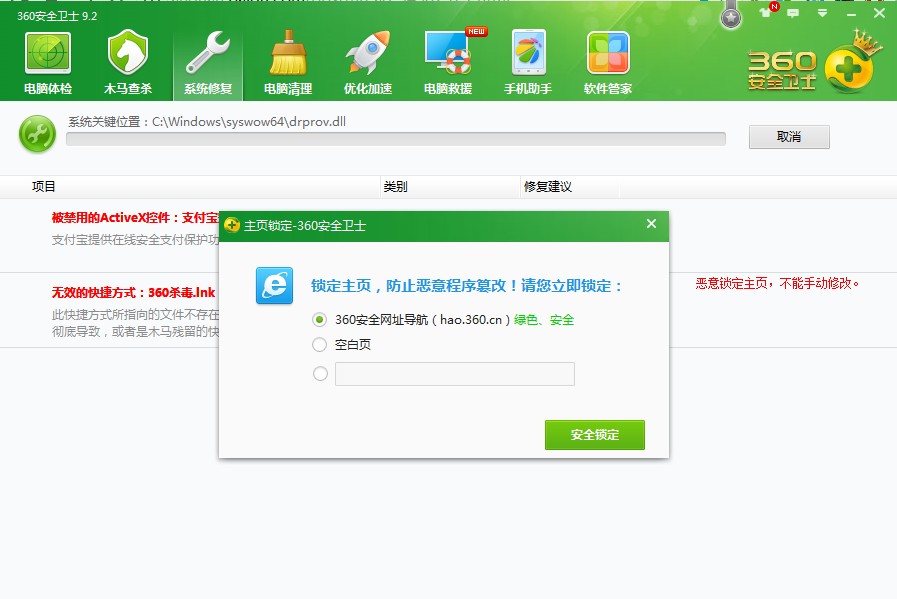 360安全卫士 9.2
N
NEW
电脑体检 木马查杀 系统修复 电脑清理 优化加速 电脑救援 手机助手 软件管家
360
安全卫士
系统关键位置：C:\Windows\syswow64\drprov.dll
取消
项目 类别 修复建议
被禁用的ActiveX控件：支付宝
支付宝提供在线安全支付保护功
无效的快捷方式：360杀毒.lnk
此快捷方式所指向的文件不存在
彻底导致，或者是木马残留的快
恶意锁定主页，不能手动修改。
主页锁定-360安全卫士
锁定主页，防止恶意程序篡改！请您立即锁定：
360安全网址导航（hao.360.cn）绿色、安全
空白页
安全锁定